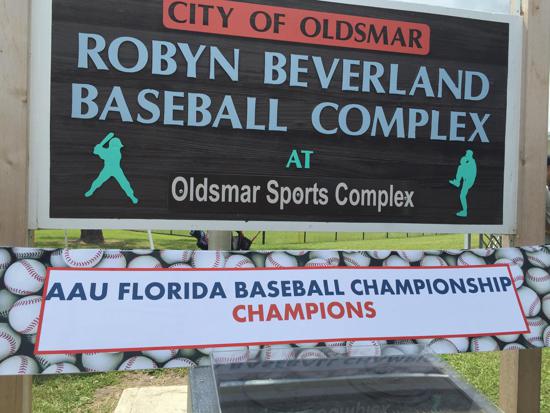 CITY OF OLDSMAR
ROBYN BEVERLAND
BASEBALL COMPLEX
AT
Oldsmar Sports Complex
AAU FLORIDA BASEBALL CHAMPIONSHIP
CHAMPIONS